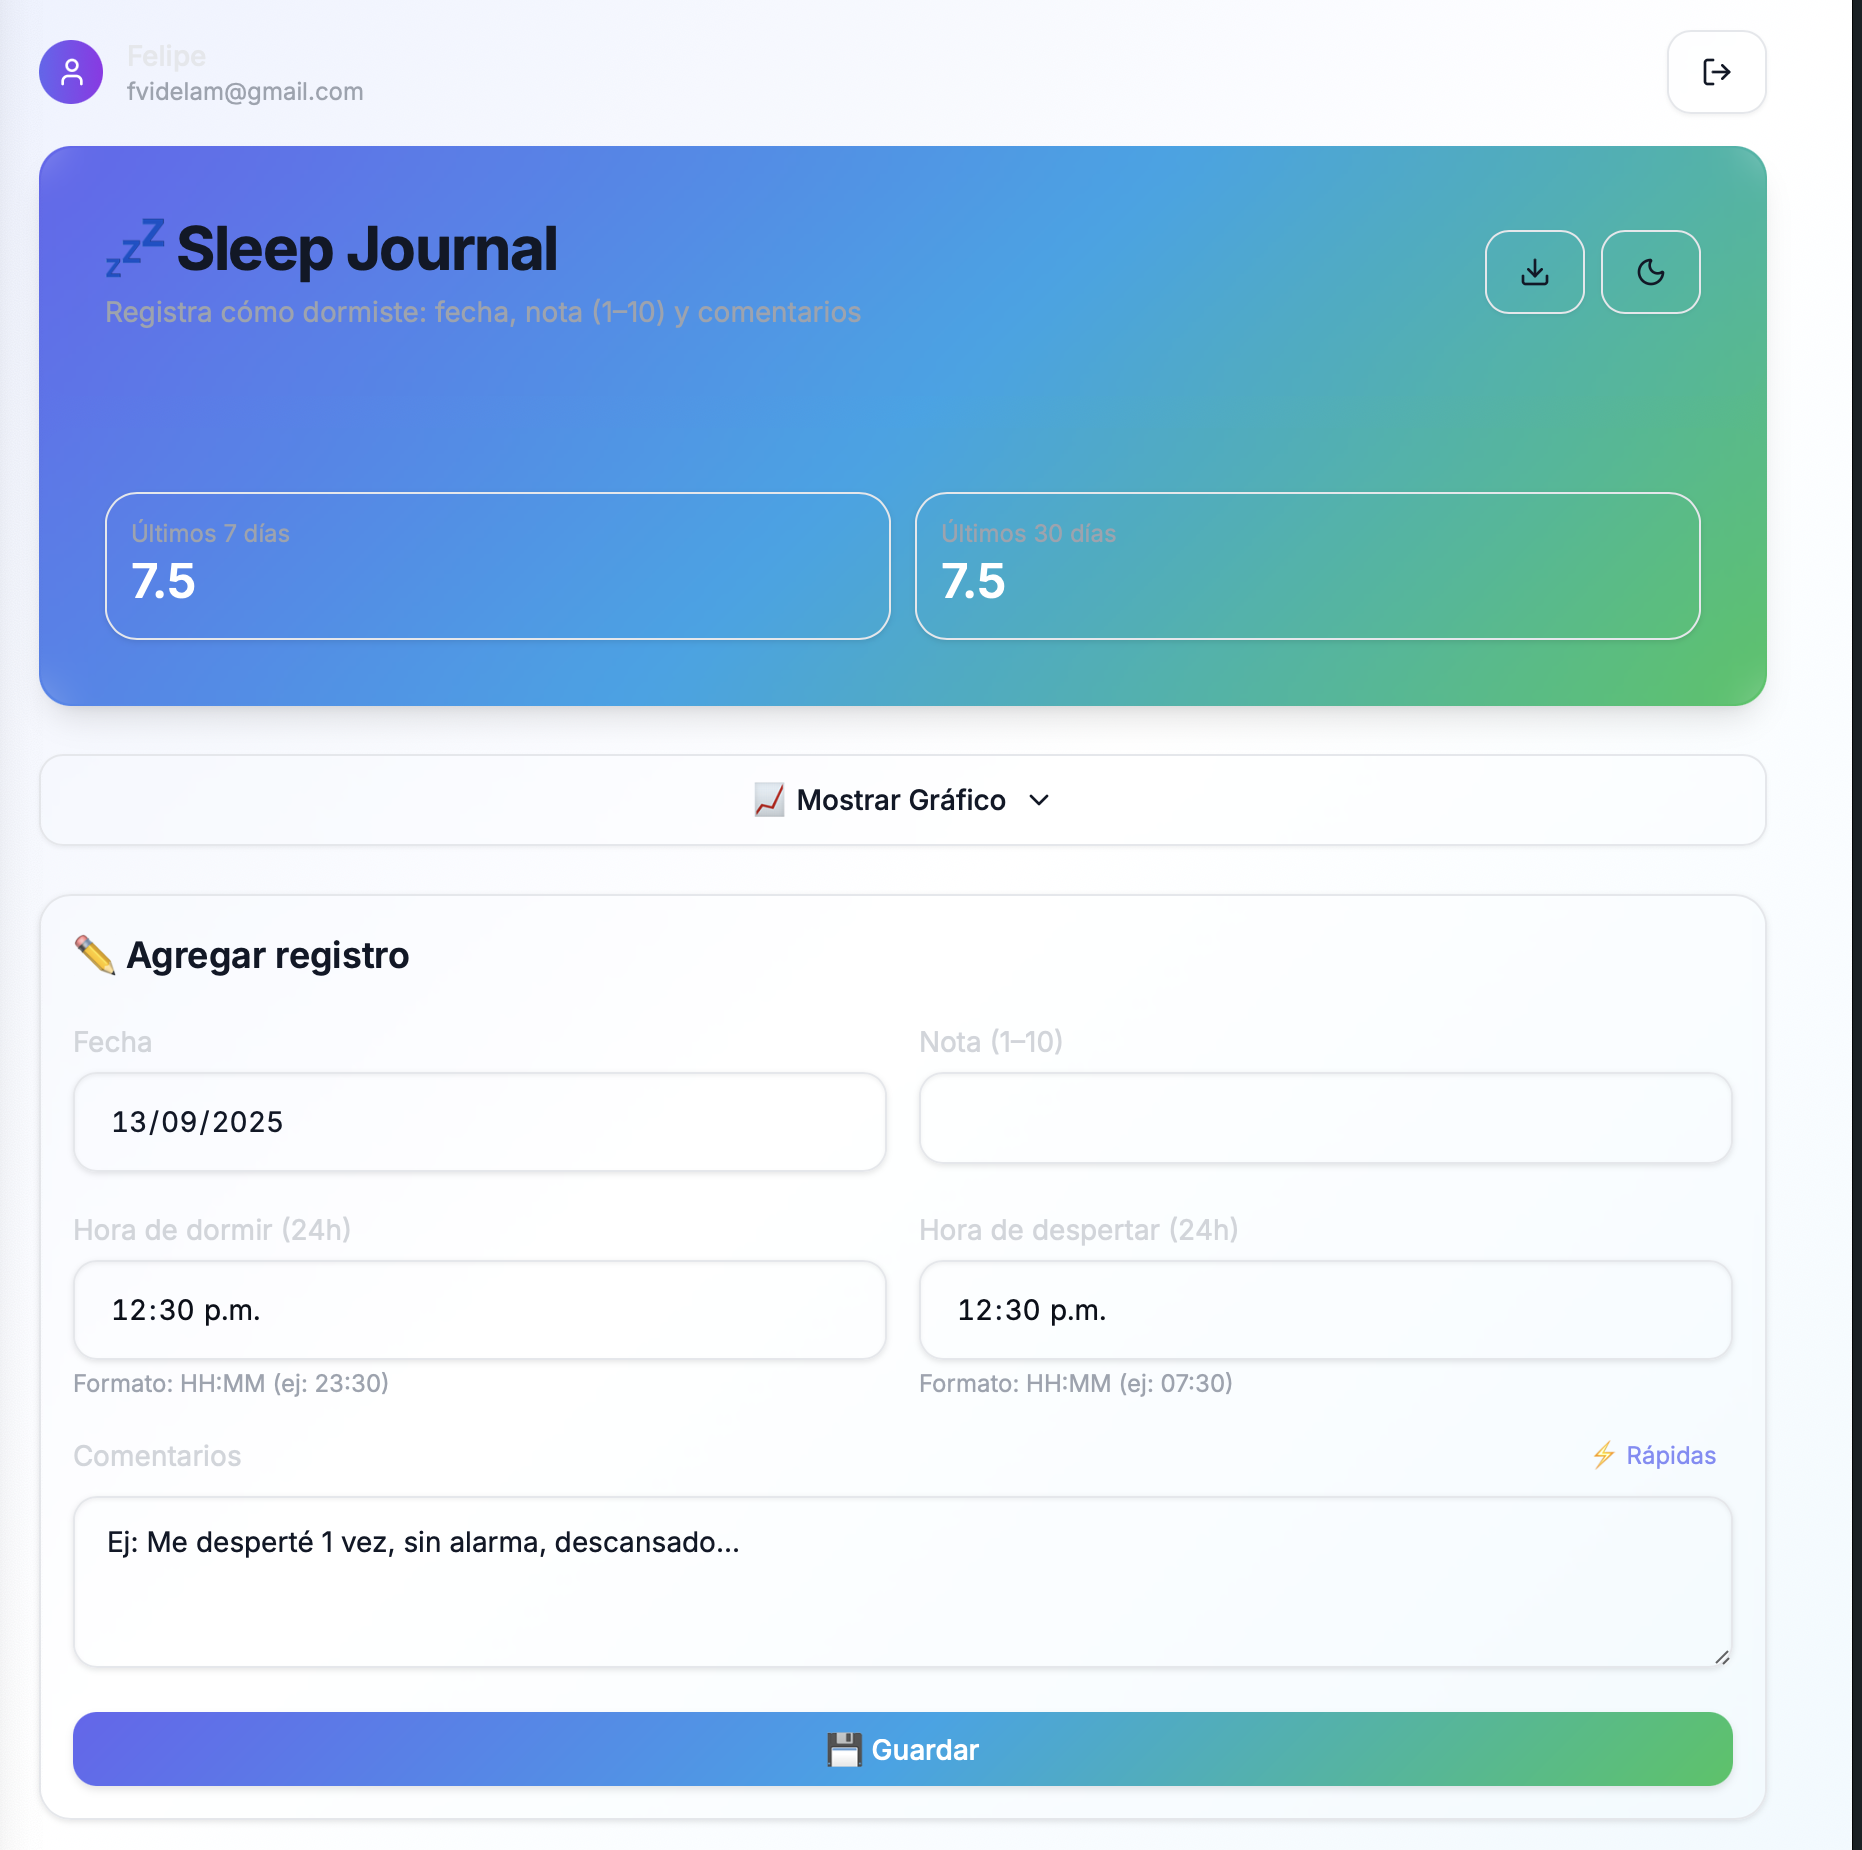 Felipe
fvidelam@gmail.com
💤 Sleep Journal
Registra cómo dormiste: fecha, nota (1–10) y comentarios
Últimos 7 días
7.5
Últimos 30 días
7.5
📈 Mostrar Gráfico
✏️ Agregar registro
Fecha
13/09/2025
Nota (1–10)
Hora de dormir (24h)
12:30 p.m.
Formato: HH:MM (ej: 23:30)
Hora de despertar (24h)
12:30 p.m.
Formato: HH:MM (ej: 07:30)
Comentarios
⚡ Rápidas
Ej: Me desperté 1 vez, sin alarma, descansado...
💾 Guardar